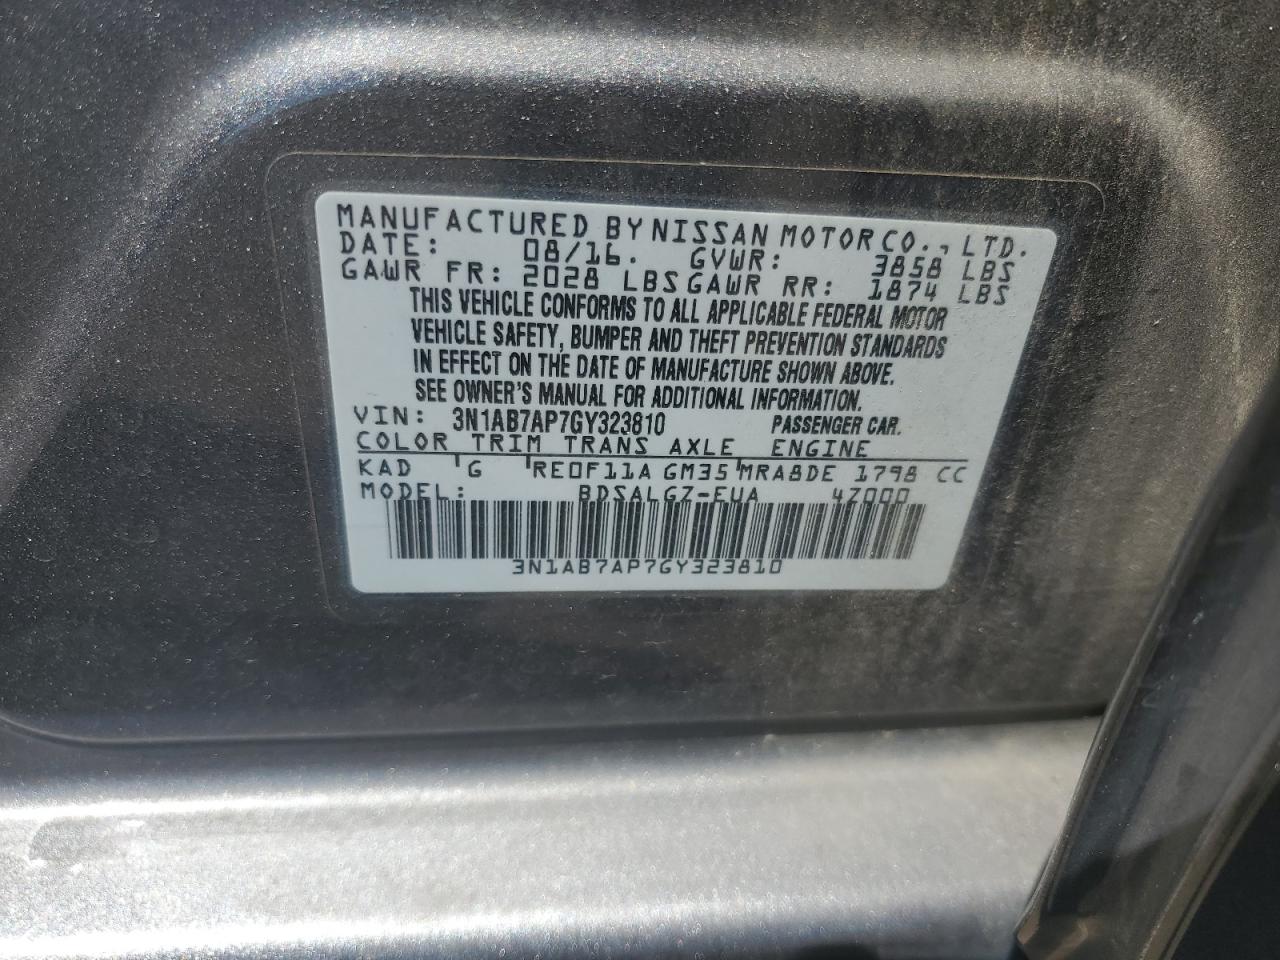 MANUFACTURED BY NISSAN MOTOR CO., LTD.
DATE: 08/16. GVWR: 3858 LBS
GAWR FR: 2028 LBS GAWR RR: 1874 LBS
THIS VEHICLE CONFORMS TO ALL APPLICABLE FEDERAL MOTOR
VEHICLE SAFETY, BUMPER AND THEFT PREVENTION STANDARDS
IN EFFECT ON THE DATE OF MANUFACTURE SHOWN ABOVE.
SEE OWNER'S MANUAL FOR ADDITIONAL INFORMATION.
VIN: 3N1AB7AP7GY323810 PASSENGER CAR.
COLOR TRIM TRANS AXLE ENGINE
KAD G RE0F11A GM35 MRA8DE 1798 CC
MODEL: BDSALGZ-EUA 4Z000
3N1AB7AP7GY323810